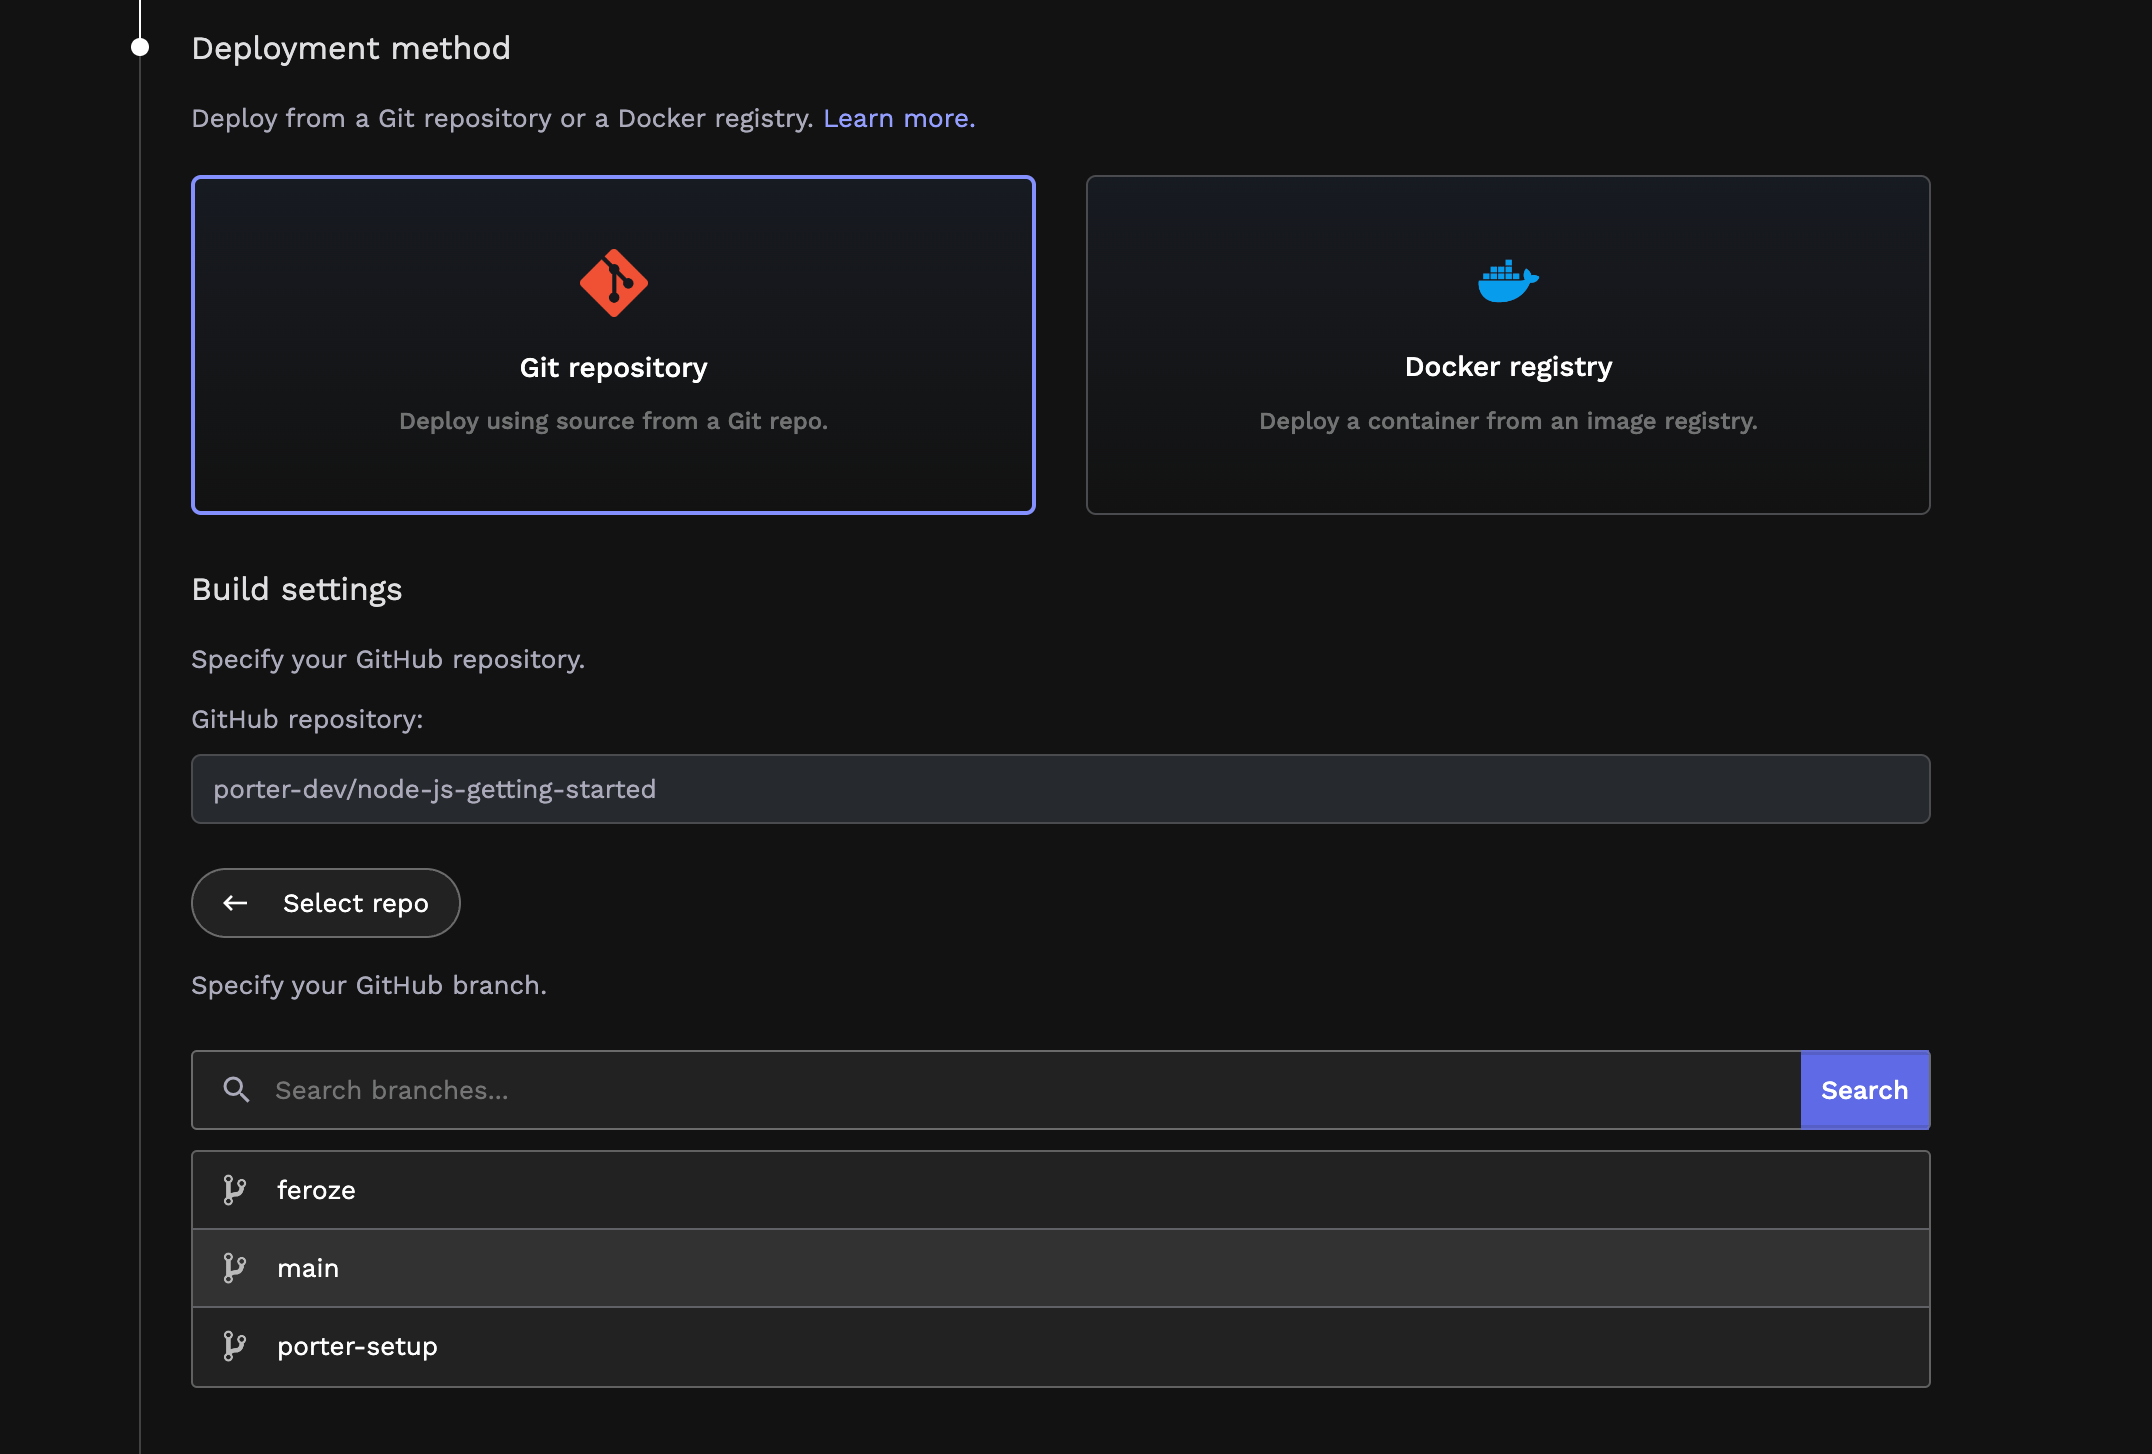 Deployment method
Deploy from a Git repository or a Docker registry. Learn more.
Git repository
Deploy using source from a Git repo.
Docker registry
Deploy a container from an image registry.
Build settings
Specify your GitHub repository.
GitHub repository:
porter-dev/node-js-getting-started
Select repo
Specify your GitHub branch.
Search branches...
Search
feroze
main
porter-setup